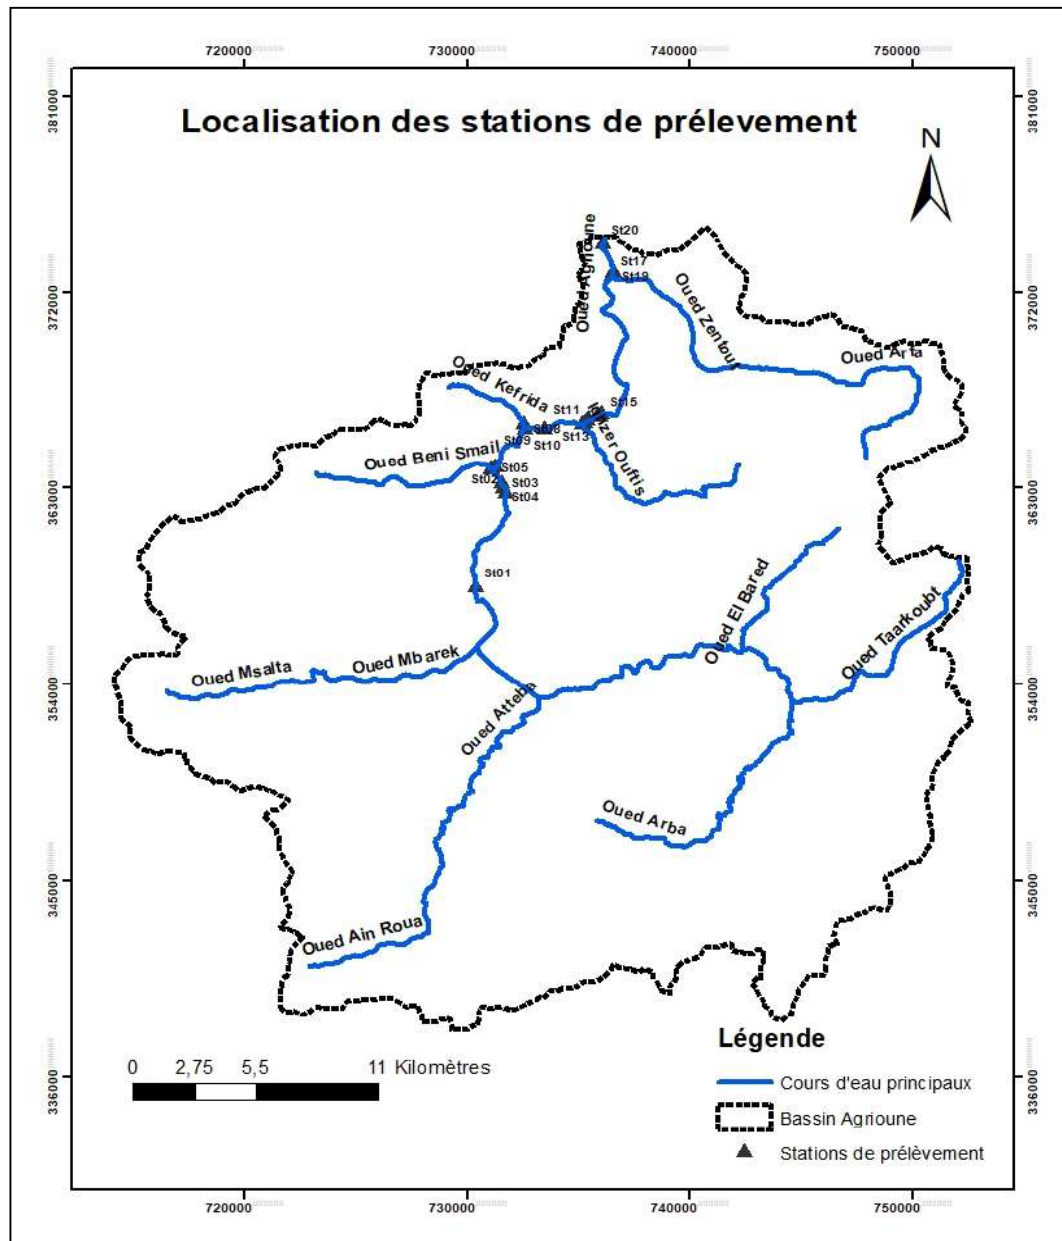 720000 730000 740000 750000
381000
381000
Localisation des stations de prélevement
N
St20
Oued Agrioune
St17
St19
372000
372000
Oued Zentour
Oued Arfa
Oued Kefrida
St11
St15
St13
Oued Beni Smail
St09
St10
St05
St02
St03
St04
Ouftis
363000
363000
St01
Oued El Bared
Oued Taarkoubt
Oued Msalta
Oued Mbarek
354000
354000
Oued Atteba
Oued Arba
345000
345000
Oued Ain Roua
Légende
0 2,75 5,5 11 Kilomètres
Cours d'eau principaux
336000
336000
Bassin Agrioune
Stations de prélèvement
720000 730000 740000 750000